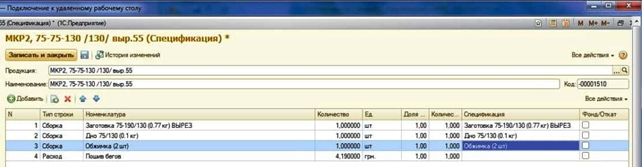 — Подключение к удаленному рабочему столу
55 (Спецификация) * (1С:Предприятие)
M M+ M-
МКР2, 75-75-130 /130/ выр.55 (Спецификация) *
Записать и закрыть История изменений Все действия
Продукция: МКР2, 75-75-130 /130/ выр.55
Наименование: МКР2, 75-75-130 /130/ выр.55 Код: -00001510
Добавить Все действия
N Тип строки Номенклатура Количество Ед. Доля ... Количес... Спецификация Фонд/Откат
1 Сборка Заготовка 75-190/130 (0.77 кг) ВЫРЕЗ 1,000000 шт 1,00 1,000 Заготовка 75-190/130 (0.77 кг) ВЫРЕЗ
2 Сборка Дно 75/130 (0.1 кг) 1,000000 шт 1,00 1,000 Дно 75/130 (0.1 кг)
3 Сборка Обжимка (2 шт) 1,000000 шт 1,00 1,000 Обжимка (2 шт)
4 Расход Пошив бегов 4,190000 грн. 1,00 1,000